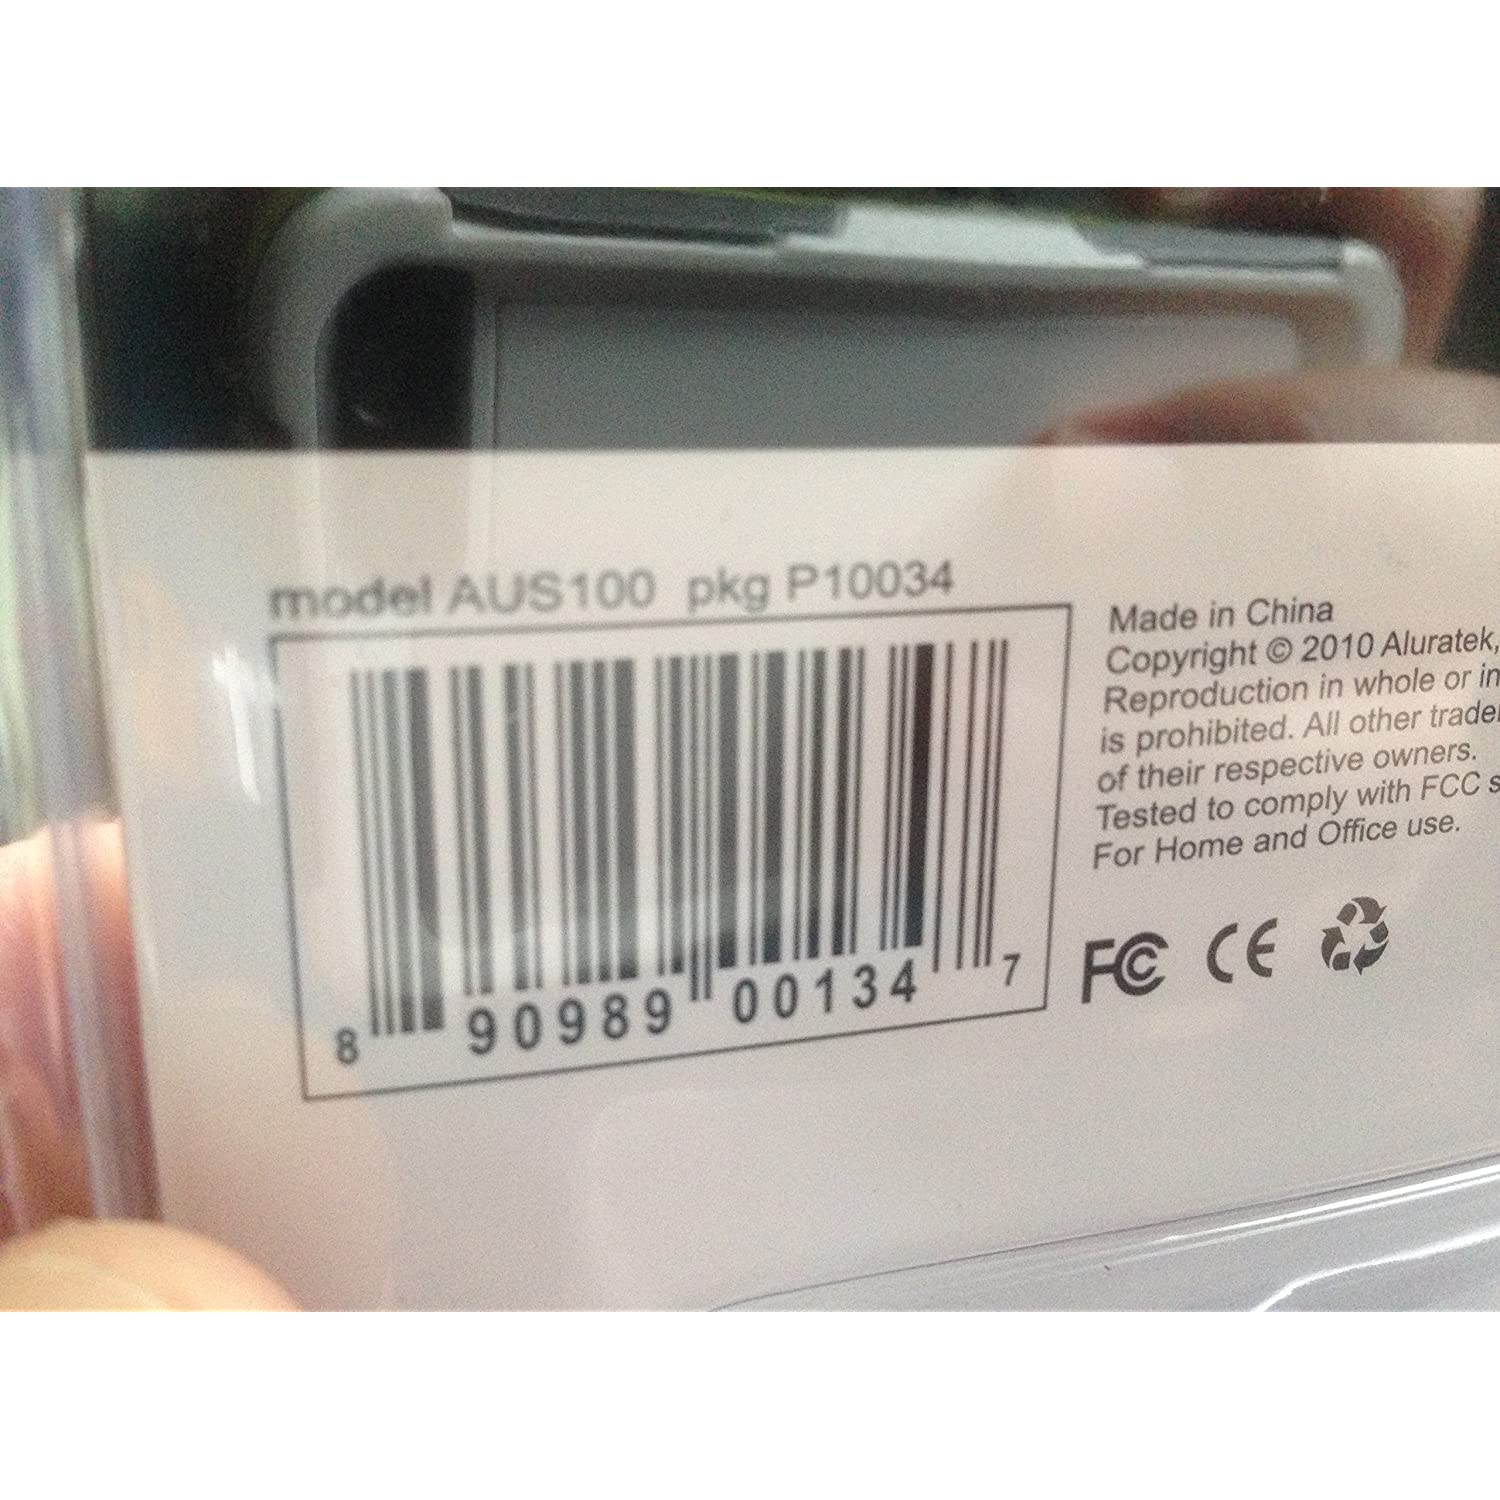 model AUS100 pkg P10034
8 90989 00134 7
Made in China
Copyright © 2010 Aluratek,
Reproduction in whole or in
is prohibited. All other
of their respective owners.
Tested to comply with FCC
For Home and Office use.
FC CE